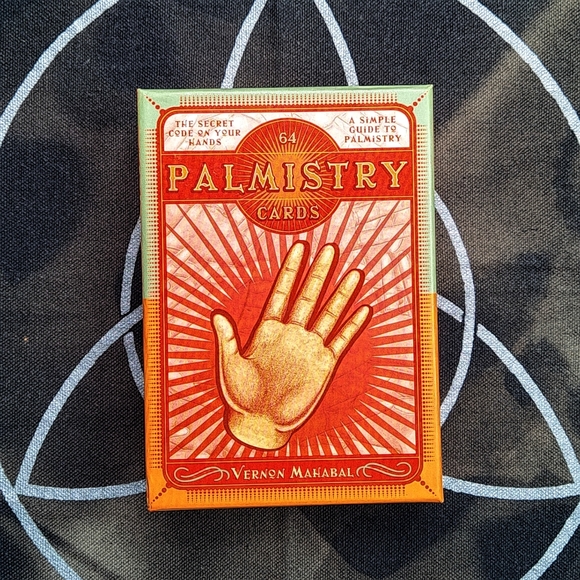 THE SECRET
CODE ON YOUR
HANDS
64
A SIMPLE
GUIDE TO
PALMISTRY
PALMISTRY
CARDS
VERNON MAHABAL